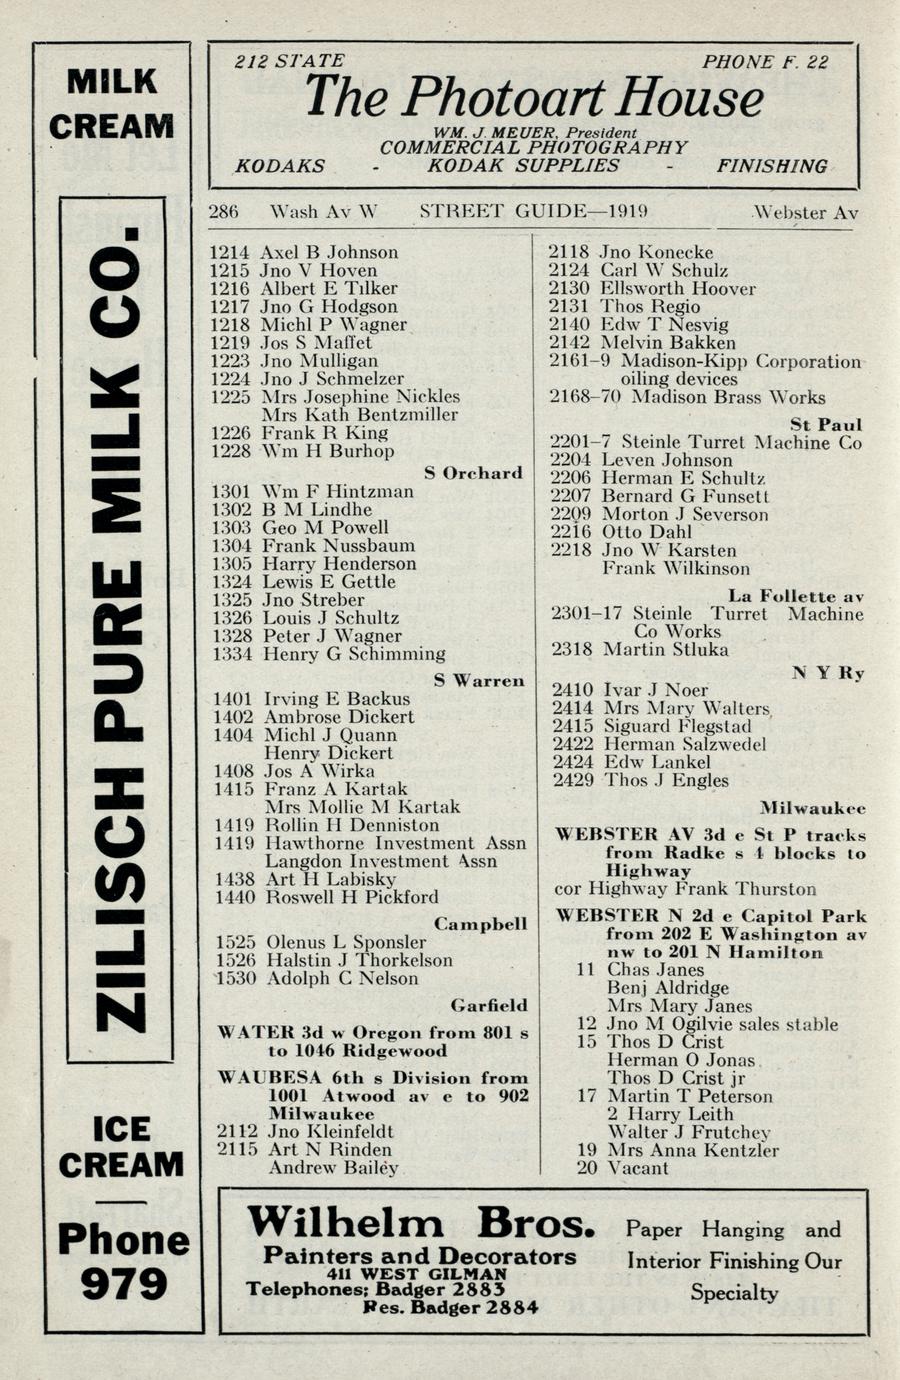 MILK
CREAM
ZILISCH PURE MILK CO.
ICE
CREAM
Phone
979
212 STATE PHONE F. 22
The Photoart House
WM. J. MEUER, President
COMMERCIAL PHOTOGRAPHY
KODAKS - KODAK SUPPLIES - FINISHING
286 Wash Av W STREET GUIDE—1919 Webster Av
1214 Axel B Johnson
1215 Jno V Hoven
1216 Albert E Tilker
1217 Jno G Hodgson
1218 Michl P Wagner
1219 Jos S Maffet
1223 Jno Mulligan
1224 Jno J Schmelzer
1225 Mrs Josephine Nickles
Mrs Kath Bentzmiller
1226 Frank R King
1228 Wm H Burhop
S Orchard
1301 Wm F Hintzman
1302 B M Lindhe
1303 Geo M Powell
1304 Frank Nussbaum
1305 Harry Henderson
1324 Lewis E Gettle
1325 Jno Streber
1326 Louis J Schultz
1328 Peter J Wagner
1334 Henry G Schimming
S Warren
1401 Irving E Backus
1402 Ambrose Dickert
1404 Michl J Quann
Henry Dickert
1408 Jos A Wirka
1415 Franz A Kartak
Mrs Mollie M Kartak
1419 Rollin H Denniston
1419 Hawthorne Investment Assn
Langdon Investment Assn
1438 Art H Labisky
1440 Roswell H Pickford
Campbell
1525 Olenus L Sponsler
1526 Halstin J Thorkelson
1530 Adolph C Nelson
Garfield
WATER 3d w Oregon from 801 s
to 1046 Ridgewood
WAUBESA 6th s Division from
1001 Atwood av e to 902
Milwaukee
2112 Jno Kleinfeldt
2115 Art N Rinden
Andrew Bailey
2118 Jno Konecke
2124 Carl W Schulz
2130 Ellsworth Hoover
2131 Thos Regio
2140 Edw T Nesvig
2142 Melvin Bakken
2161-9 Madison-Kipp Corporation
oiling devices
2168-70 Madison Brass Works
St Paul
2201-7 Steinle Turret Machine Co
2204 Leven Johnson
2206 Herman E Schultz
2207 Bernard G Funsett
2209 Morton J Severson
2216 Otto Dahl
2218 Jno W Karsten
Frank Wilkinson
La Follette av
2301-17 Steinle Turret Machine
Co Works
2318 Martin Stluka
N Y Ry
2410 Ivar J Noer
2414 Mrs Mary Walters
2415 Siguard Flegstad
2422 Herman Salzwedel
2424 Edw Lankel
2429 Thos J Engles
Milwaukee
WEBSTER AV 3d e St P tracks
from Radke s 4 blocks to
Highway
cor Highway Frank Thurston
WEBSTER N 2d e Capitol Park
from 202 E Washington av
nw to 201 N Hamilton
11 Chas Janes
Benj Aldridge
Mrs Mary Janes
12 Jno M Ogilvie sales stable
15 Thos D Crist
Herman O Jonas
Thos D Crist jr
17 Martin T Peterson
2 Harry Leith
Walter J Frutchey
19 Mrs Anna Kentzler
20 Vacant
Wilhelm Bros.
Painters and Decorators
411 WEST GILMAN
Telephones: Badger 2883
Res. Badger 2884
Paper Hanging and
Interior Finishing Our
Specialty